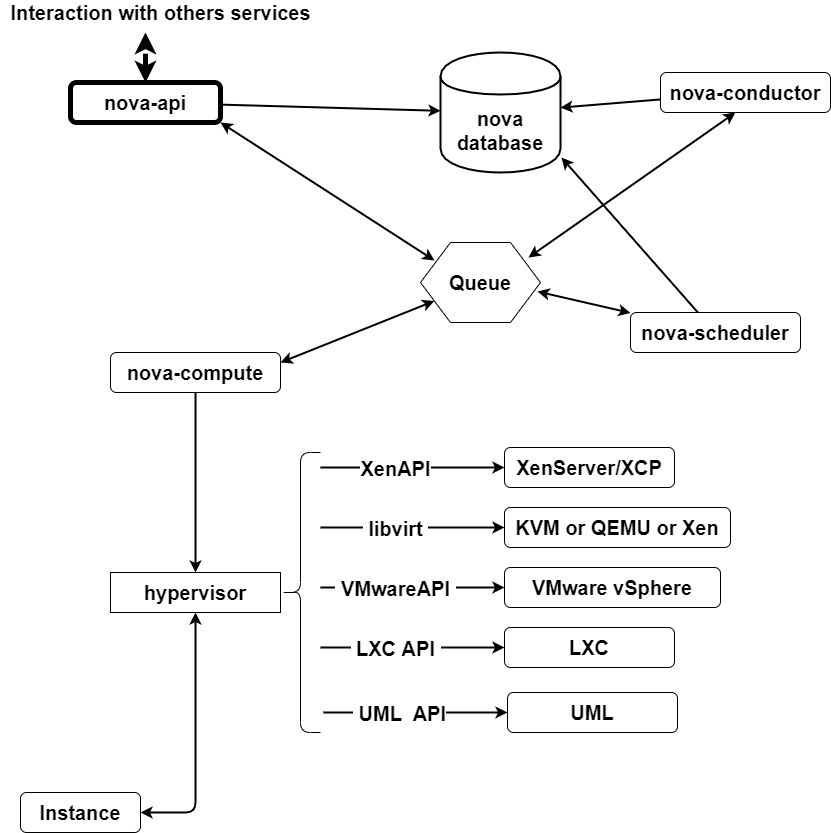 Interaction with others services
nova-api
nova
database
nova-conductor
Queue
nova-scheduler
nova-compute
XenAPI
XenServer/XCP
libvirt
KVM or QEMU or Xen
hypervisor
VMwareAPI
VMware vSphere
LXC API
LXC
UML  API
UML
Instance